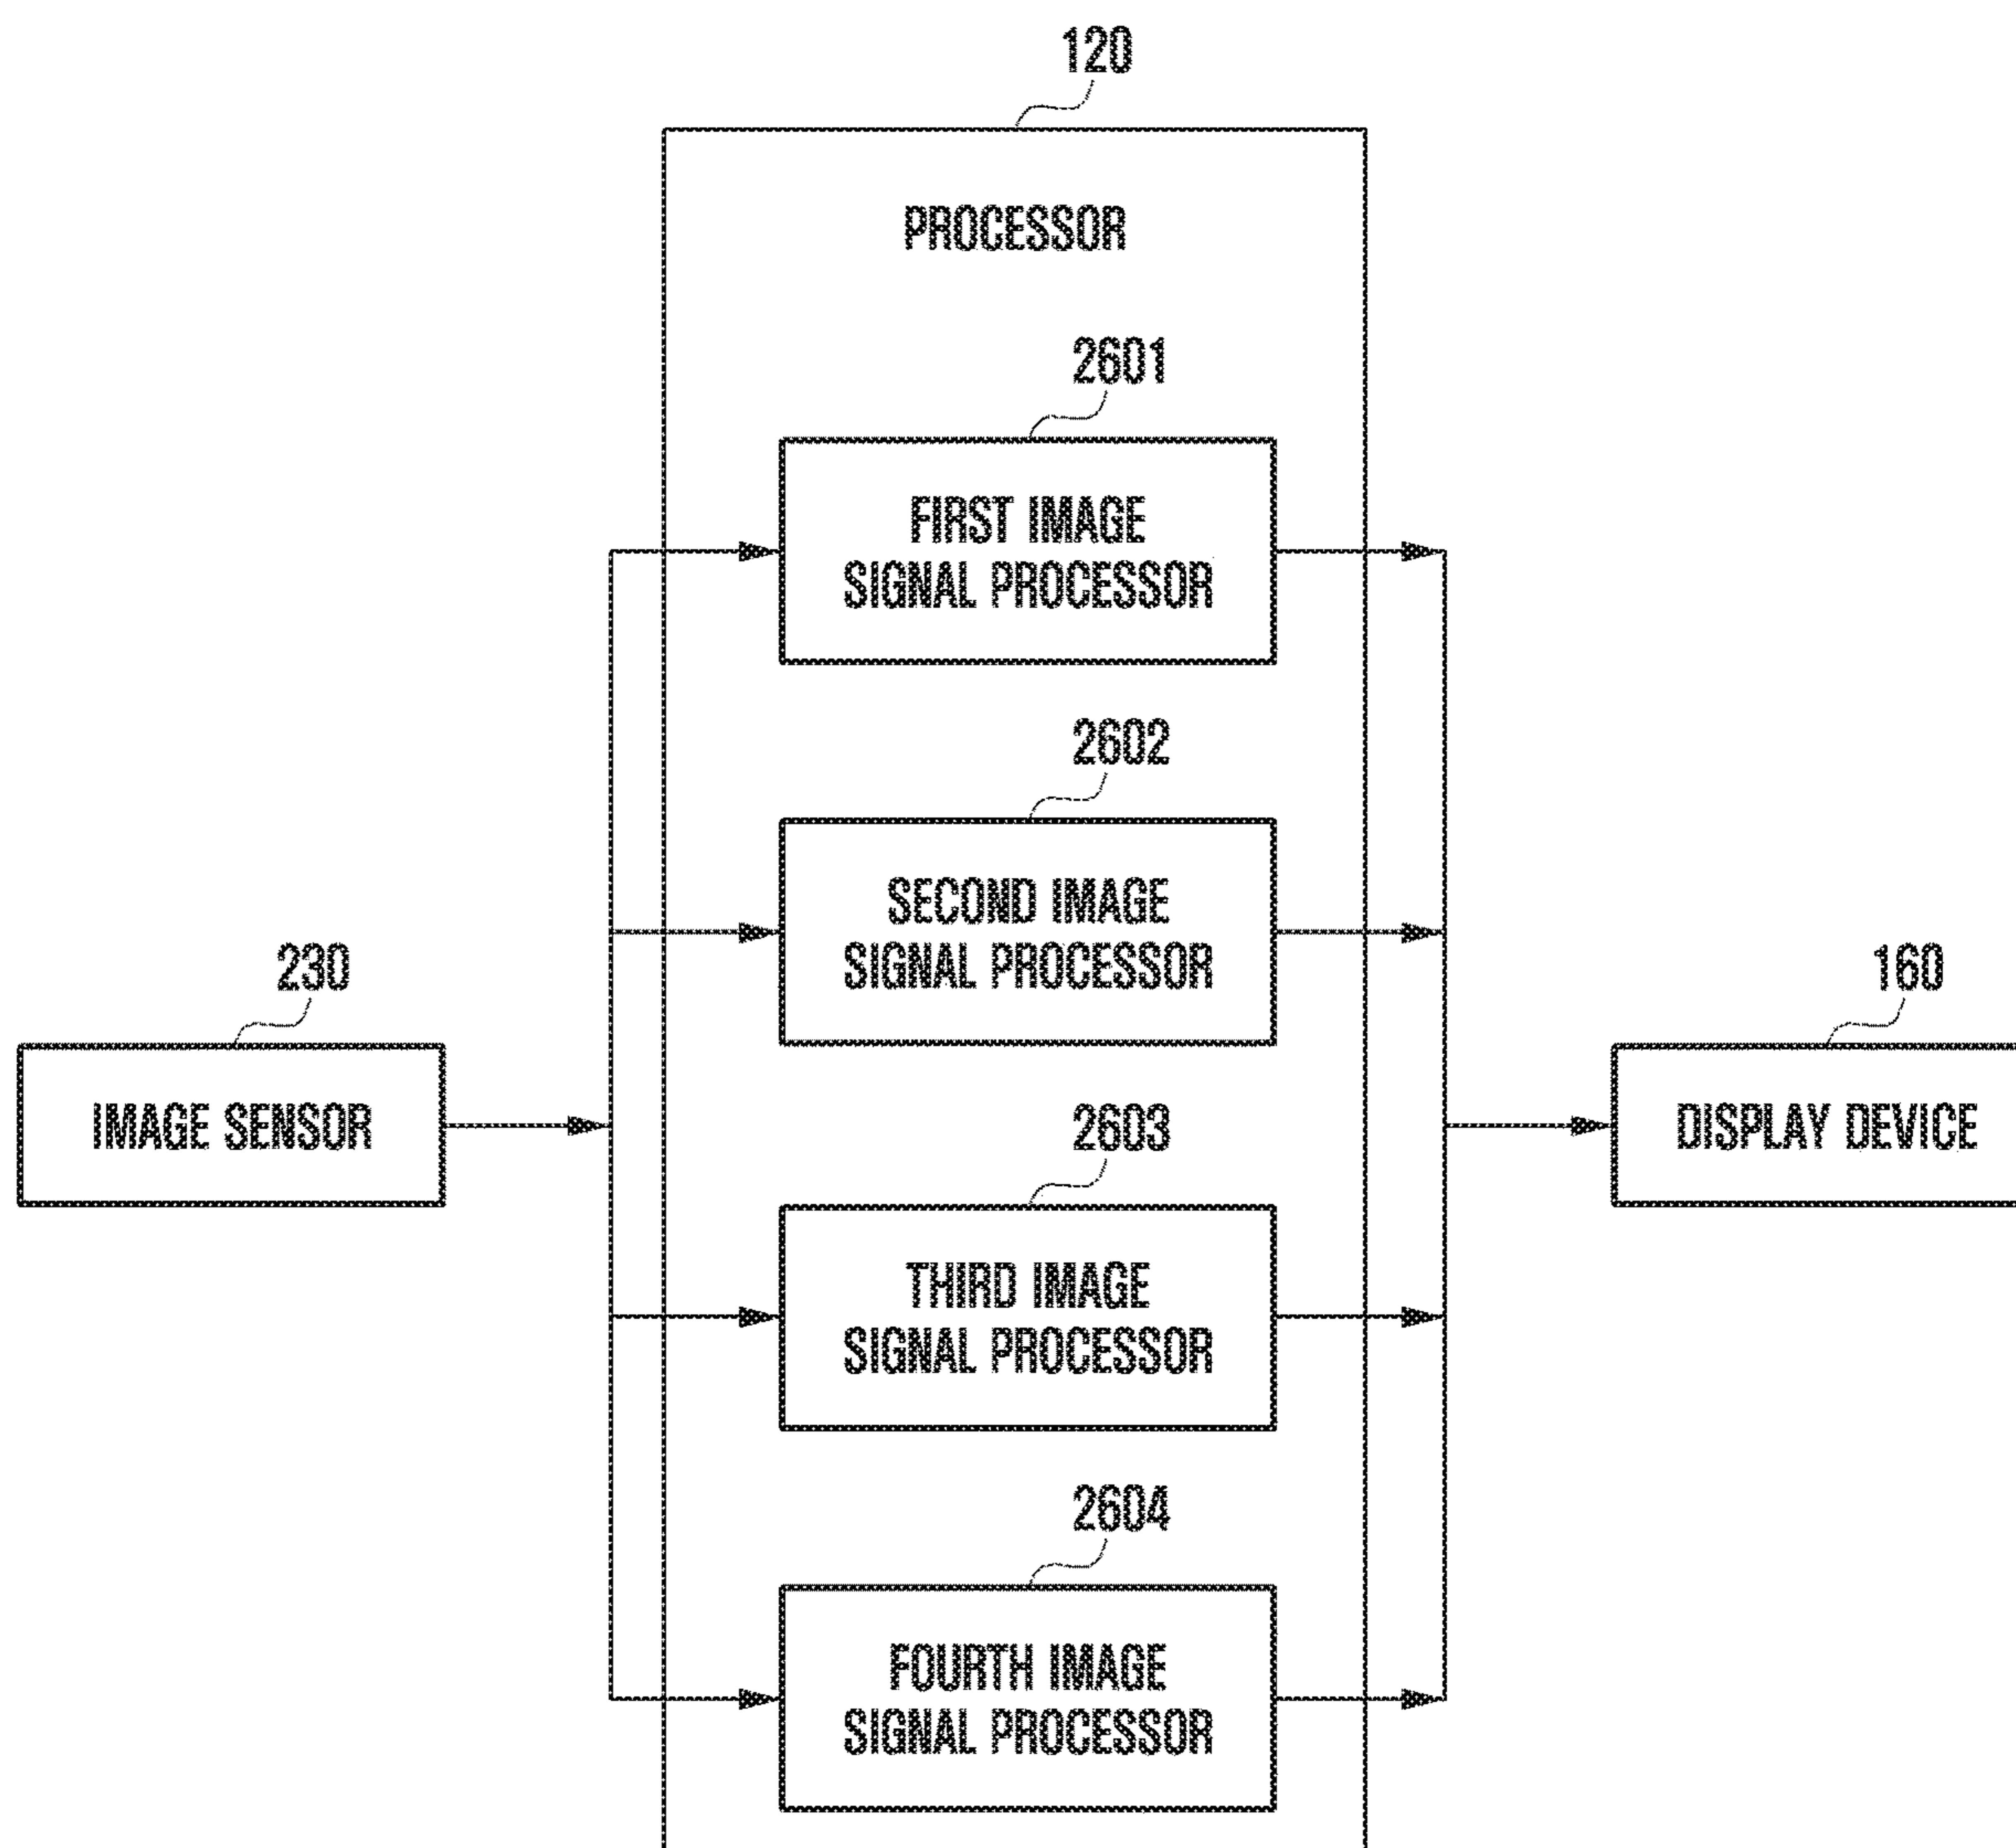 120
PROCESSOR
2601
FIRST IMAGE
SIGNAL PROCESSOR
2602
SECOND IMAGE
SIGNAL PROCESSOR
230
IMAGE SENSOR
160
DISPLAY DEVICE
2603
THIRD IMAGE
SIGNAL PROCESSOR
2604
FOURTH IMAGE
SIGNAL PROCESSOR